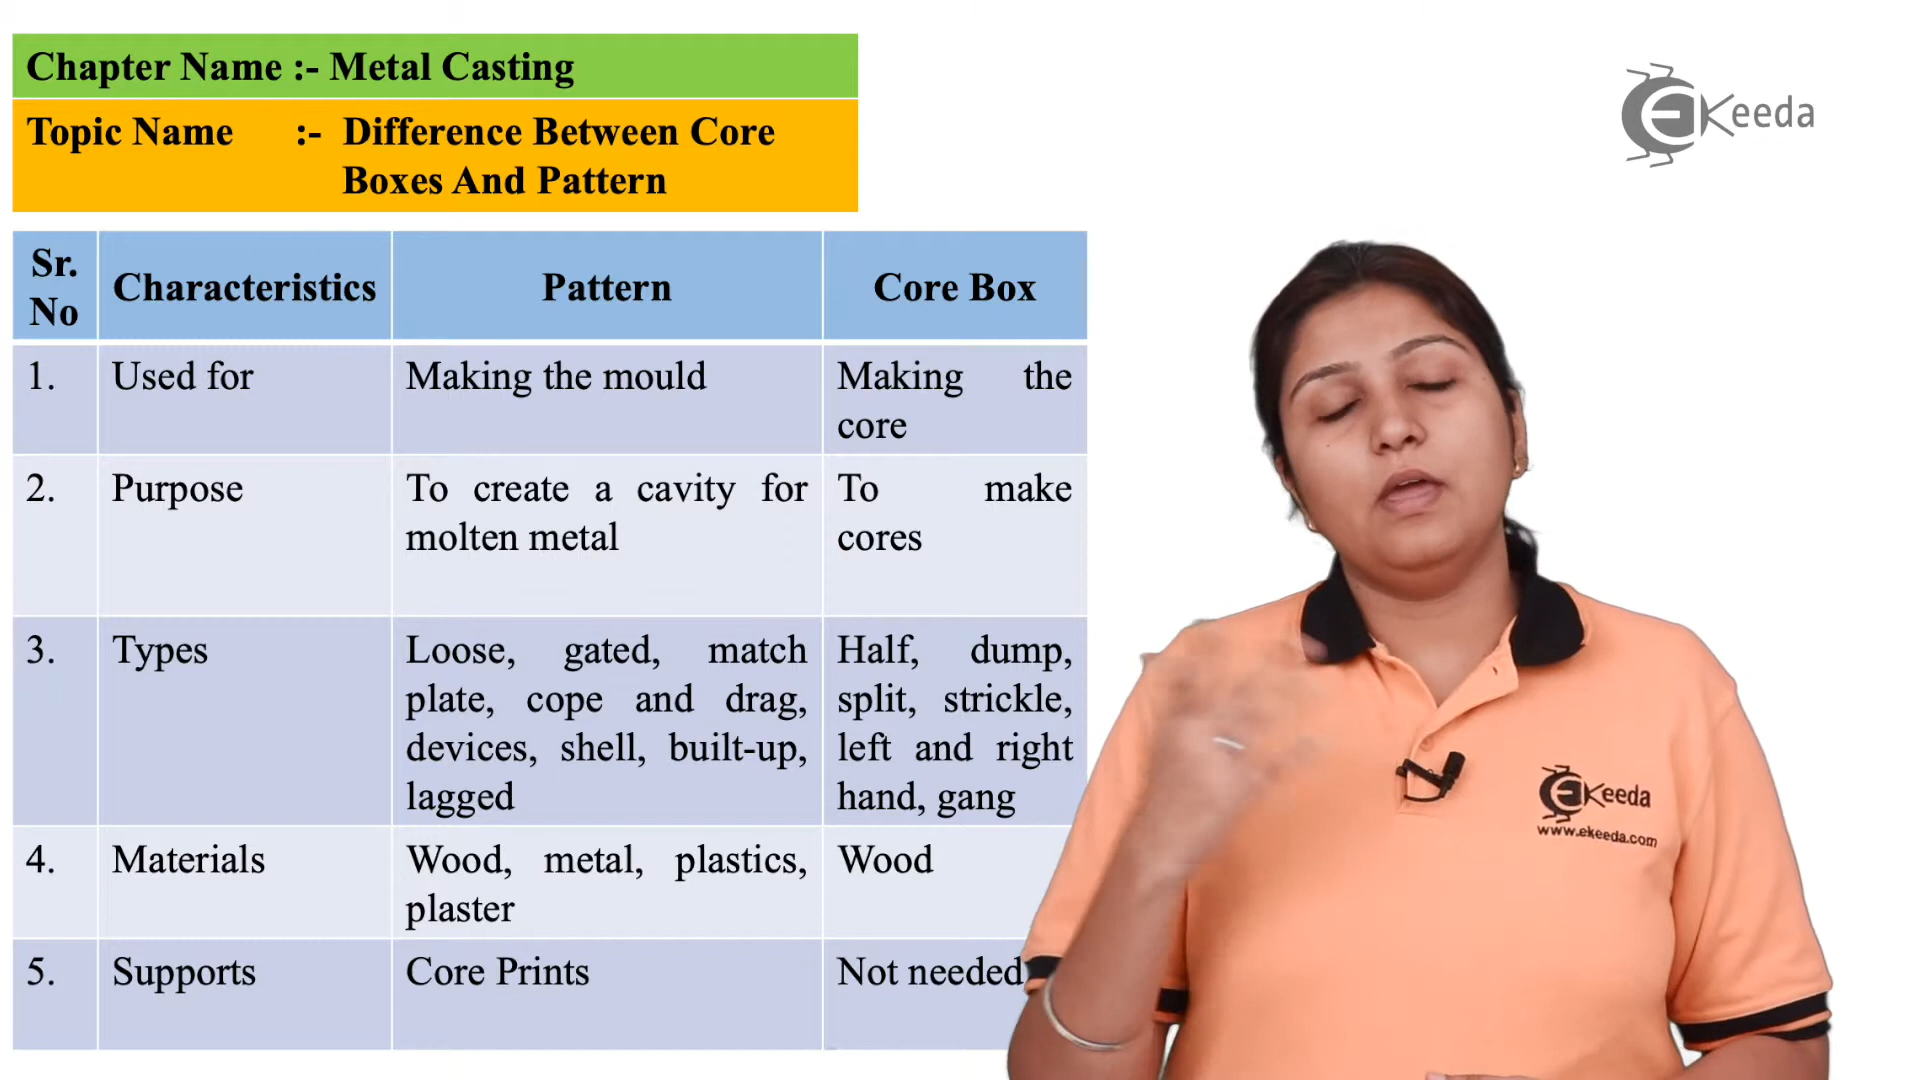 Chapter Name :- Metal Casting
Topic Name :- Difference Between Core
Boxes And Pattern
EKeeda
Sr.
No
Characteristics
Pattern
Core Box
1.
Used for
Making the mould
Making the
core
2.
Purpose
To create a cavity for
molten metal
To make
cores
3.
Types
Loose, gated, match
plate, cope and drag,
devices, shell, built-up,
lagged
Half, dump,
split, strickle,
left and right
hand, gang
4.
Materials
Wood, metal, plastics,
plaster
Wood
5.
Supports
Core Prints
Not needed
EKeeda
www.ekeeda.com